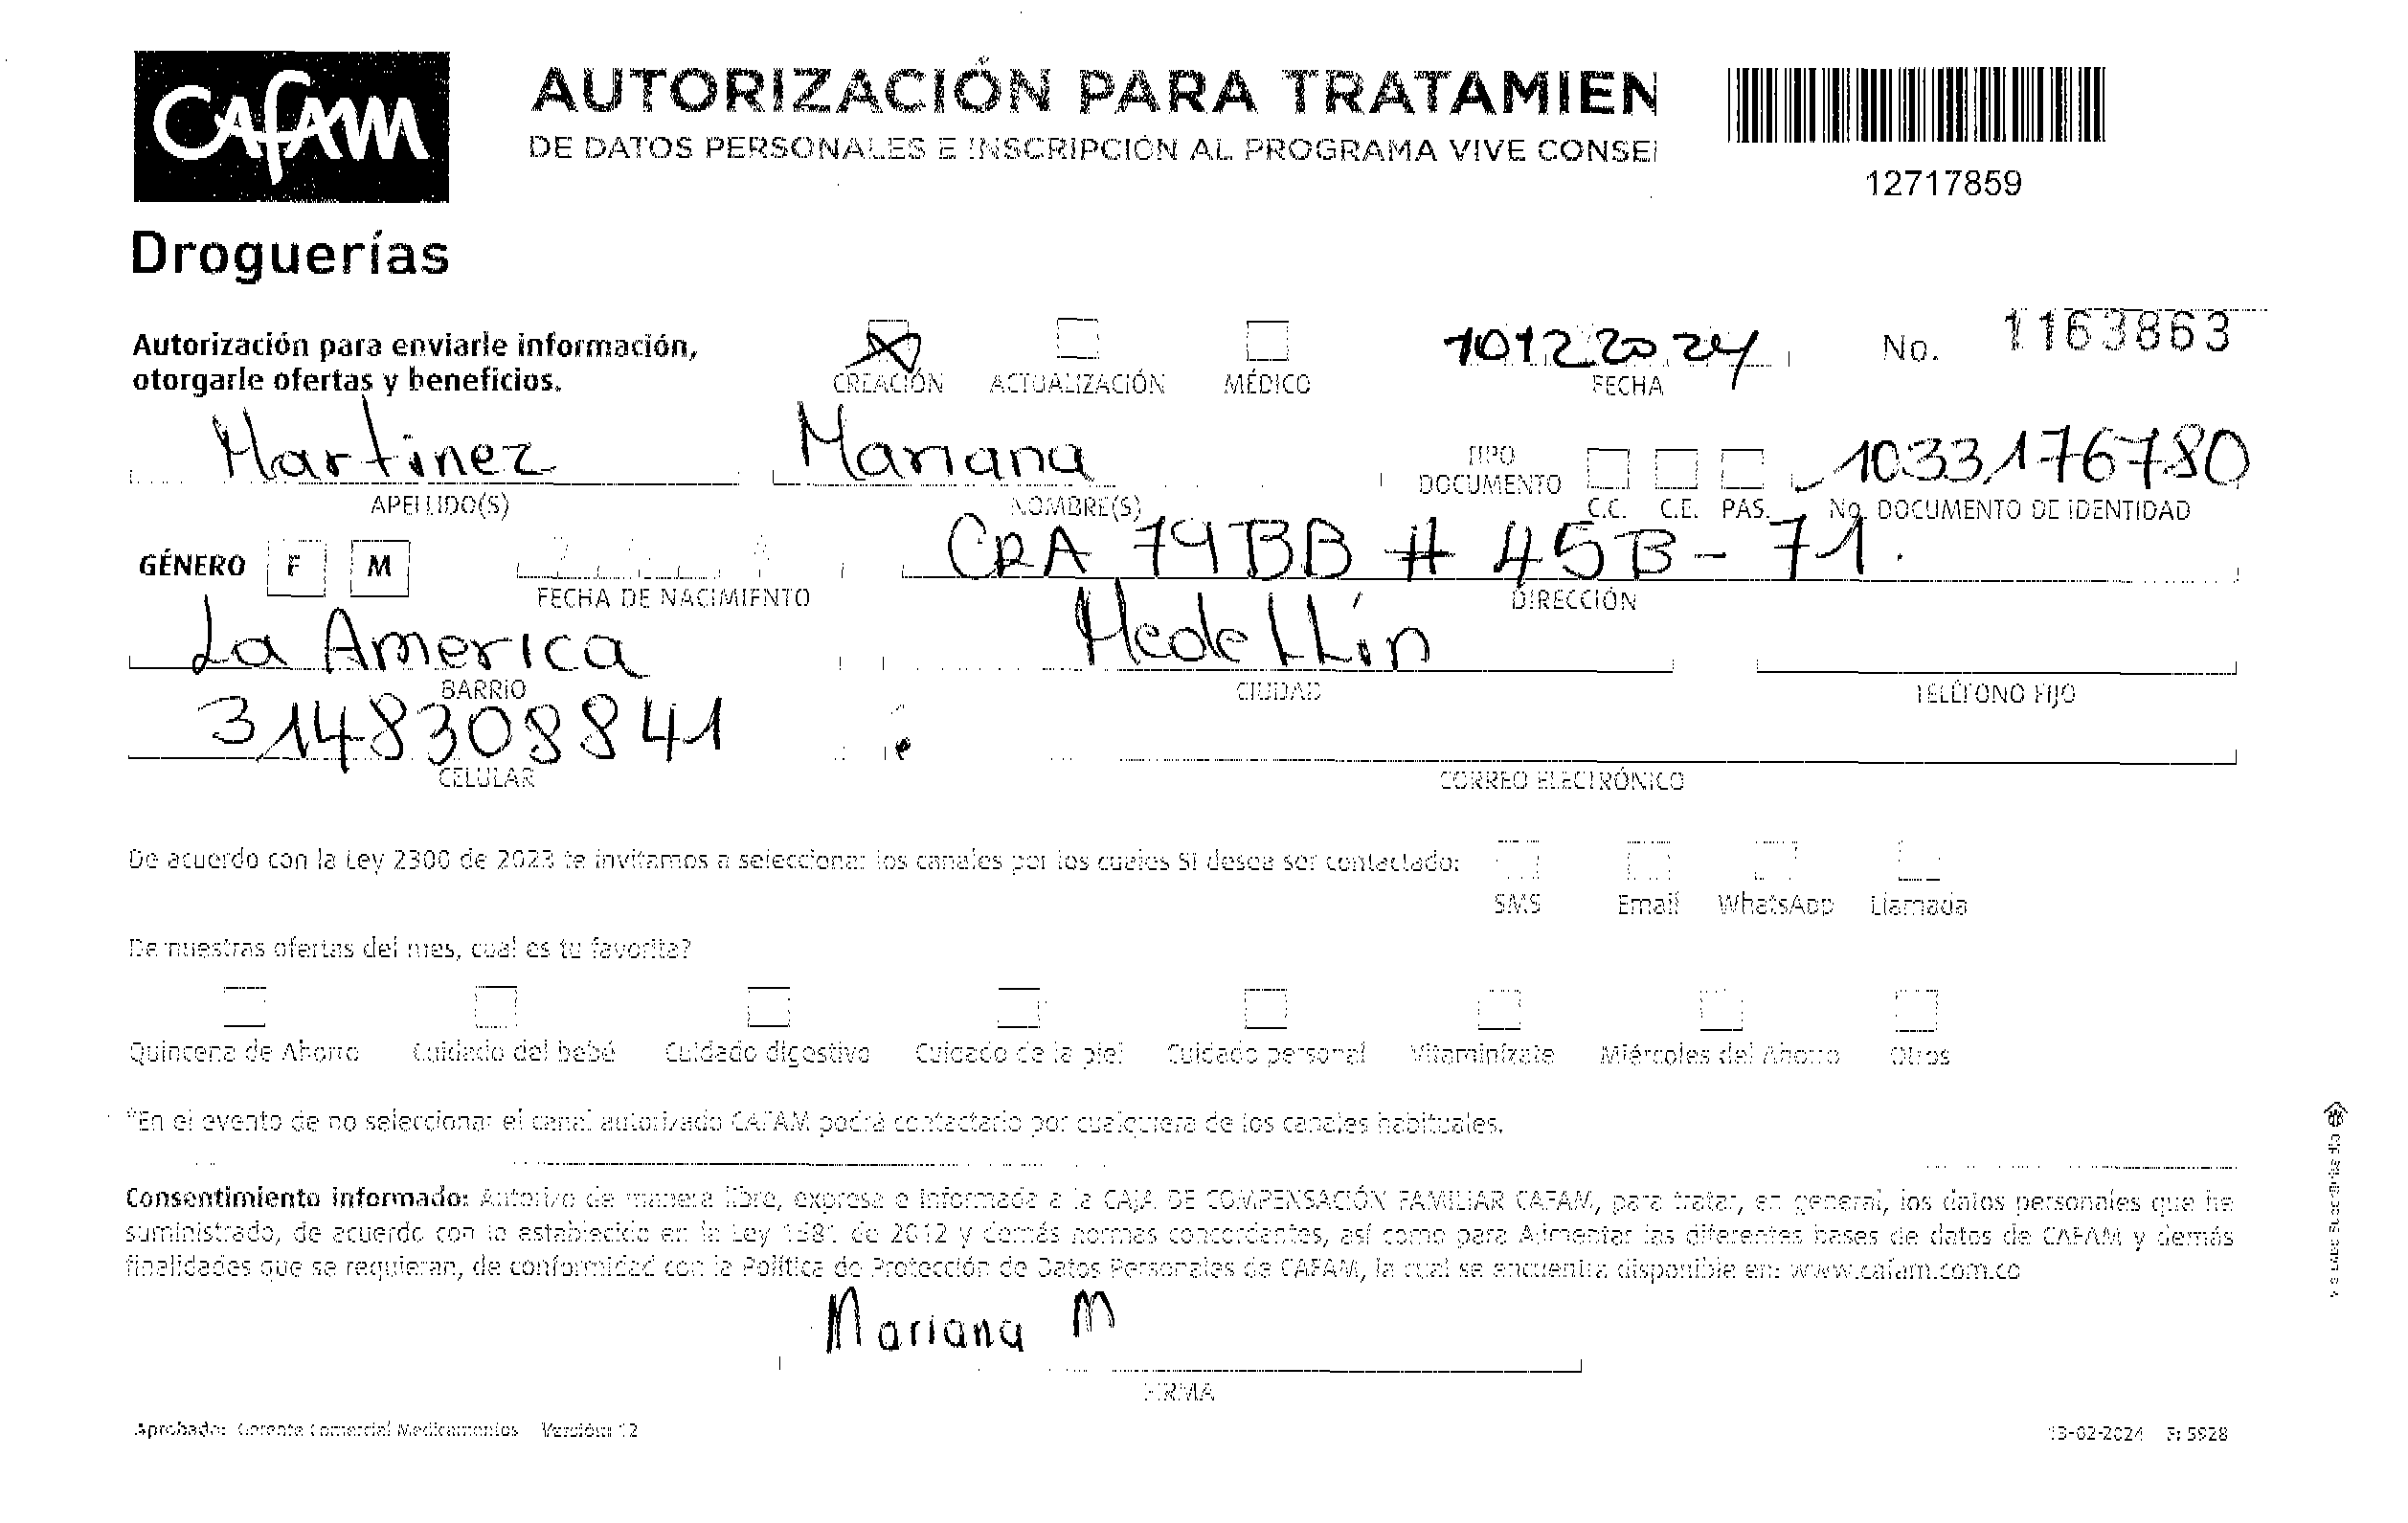 CAFAM
Droguerías
AUTORIZACIÓN PARA TRATAMIEN
DE DATOS PERSONALES E INSCRIPCIÓN AL PROGRAMA VIVE CONSE
12717859
Autorización para enviarle información,
otorgarle ofertas y beneficios.
CREACIÓN ACTUALIZACIÓN MÉDICO
10122024
FECHA
No. 1163863
Martinez
APELLIDO(S)
Mariana
NOMBRE(S)
TIPO
DOCUMENTO
C.C. C.E. PAS.
1033176780
No. DOCUMENTO DE IDENTIDAD
GÉNERO F M
FECHA DE NACIMIENTO
CRA 79BB # 45B-71.
DIRECCIÓN
La America
BARRIO
MedeLLín
CIUDAD
TELÉFONO FIJO
3148308841
CELULAR
CORREO ELECTRÓNICO
De acuerdo con la Ley 2300 de 2023 te invitamos a seleccionar los canales por los cuales SI desea ser contactado:
SMS Email WhatsApp Llamada
De nuestras ofertas del mes, cual es tu favorita?
Quincena de Ahorro Cuidado del bebé Cuidado digestivo Cuidado de la piel Cuidado personal Vitaminízate Miércoles del Ahorro Otros
*En el evento de no seleccionar el canal autorizado CAFAM podrá contactarlo por cualquiera de los canales habituales.
Consentimiento informado: Autorizo de manera libre, expresa e informada a la CAJA DE COMPENSACIÓN FAMILIAR CAFAM, para tratar, en general, los datos personales que he
suministrado, de acuerdo con lo establecido en la Ley 1581 de 2012 y demás normas concordantes, así como para Alimentar las diferentes bases de datos de CAFAM y demás
finalidades que se requieran, de conformidad con la Política de Protección de Datos Personales de CAFAM, la cual se encuentra disponible en: www.cafam.com.co
Mariana M
FIRMA
Aprobado: Gerente Comercial Medicamentos Versión: 12
13-02-2024 F: 5928